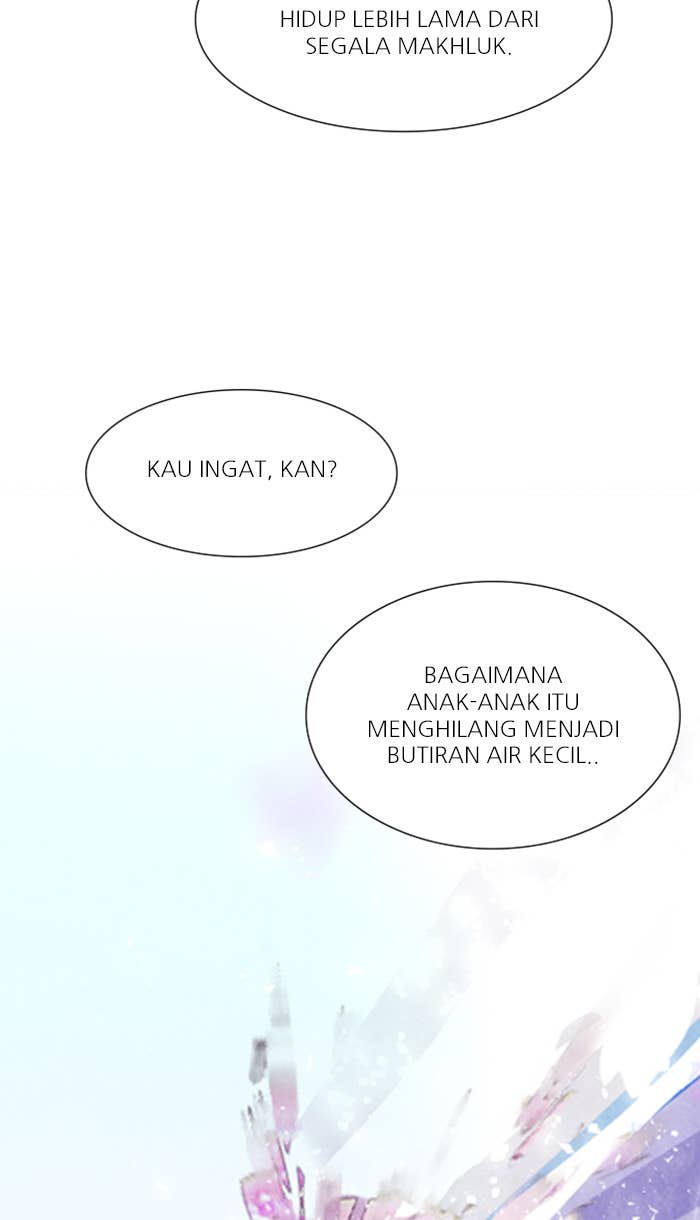 HIDUP LEBIH LAMA DARI
SEGALA MAKHLUK.
KAU INGAT, KAN?
BAGAIMANA
ANAK-ANAK ITU
MENGHILANG MENJADI
BUTIRAN AIR KECIL..